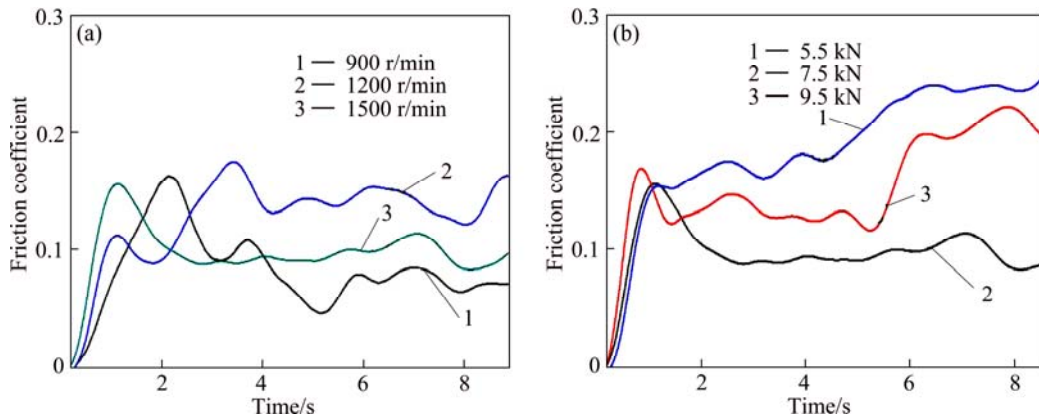 0.3
(a)
1 — 900 r/min
2 — 1200 r/min
3 — 1500 r/min
0.2
0.1
0
Friction coefficient
2
3
1
2
4
6
8
Time/s
0.3
(b)
1 — 5.5 kN
2 — 7.5 kN
3 — 9.5 kN
0.2
0.1
0
Friction coefficient
1
3
2
2
4
6
8
Time/s